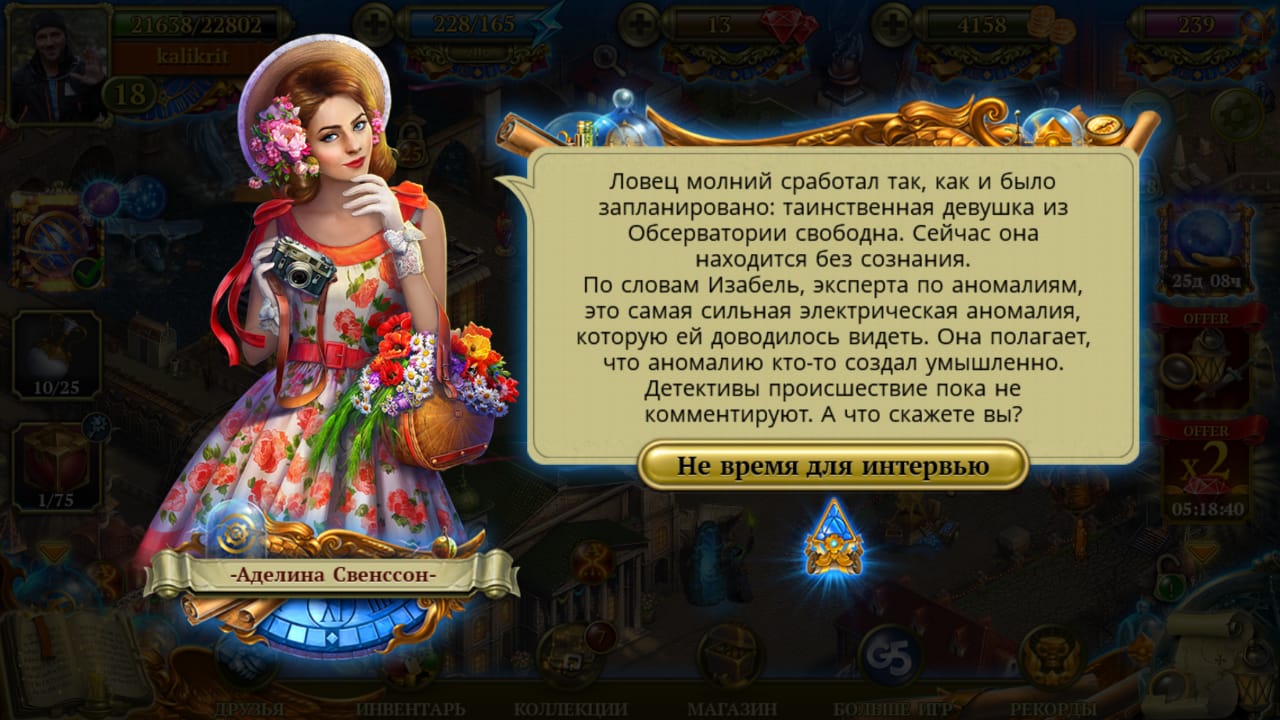 21638/22802
228/165
13
4158
239
kalikrit
18
Ловец молний сработал так, как и было
запланировано: таинственная девушка из
Обсерватории свободна. Сейчас она
находится без сознания.
По словам Изабель, эксперта по аномалиям,
это самая сильная электрическая аномалия,
которую ей доводилось видеть. Она полагает,
что аномалию кто-то создал умышленно.
Детективы происшествие пока не
комментируют. А что скажете вы?
Не время для интервью
25д 08ч
OFFER
10/25
OFFER
x2
1/75
05:18:40
-Аделина Свенссон-
7
G5
ДРУЗЬЯ
ИНВЕНТАРЬ
КОЛЛЕКЦИИ
МАГАЗИН
БОЛЬШЕ ИГР
РЕКОРДЫ